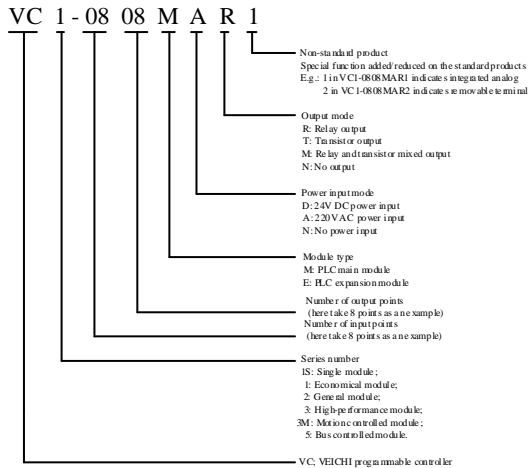 VC 1-08 08 M A R 1
Non-standard product
Special function added/reduced on the standard products
E.g.: 1 in VC1-0808MAR1 indicates integrated analog
2 in VC1-0808MAR2 indicates removable terminal
Output mode
R: Relay output
T: Transistor output
M: Relay and transistor mixed output
N: No output
Power input mode
D: 24V DC power input
A: 220V AC power input
N: No power input
Module type
M: PLC main module
E: PLC expansion module
Number of output points
(here take 8 points as an example)
Number of input points
(here take 8 points as an example)
Series number
1S: Single module;
1: Economical module;
2: General module;
3: High-performance module;
3M: Motion controlled module;
5: Bus controlled module.
VC; VEICHI programmable controller